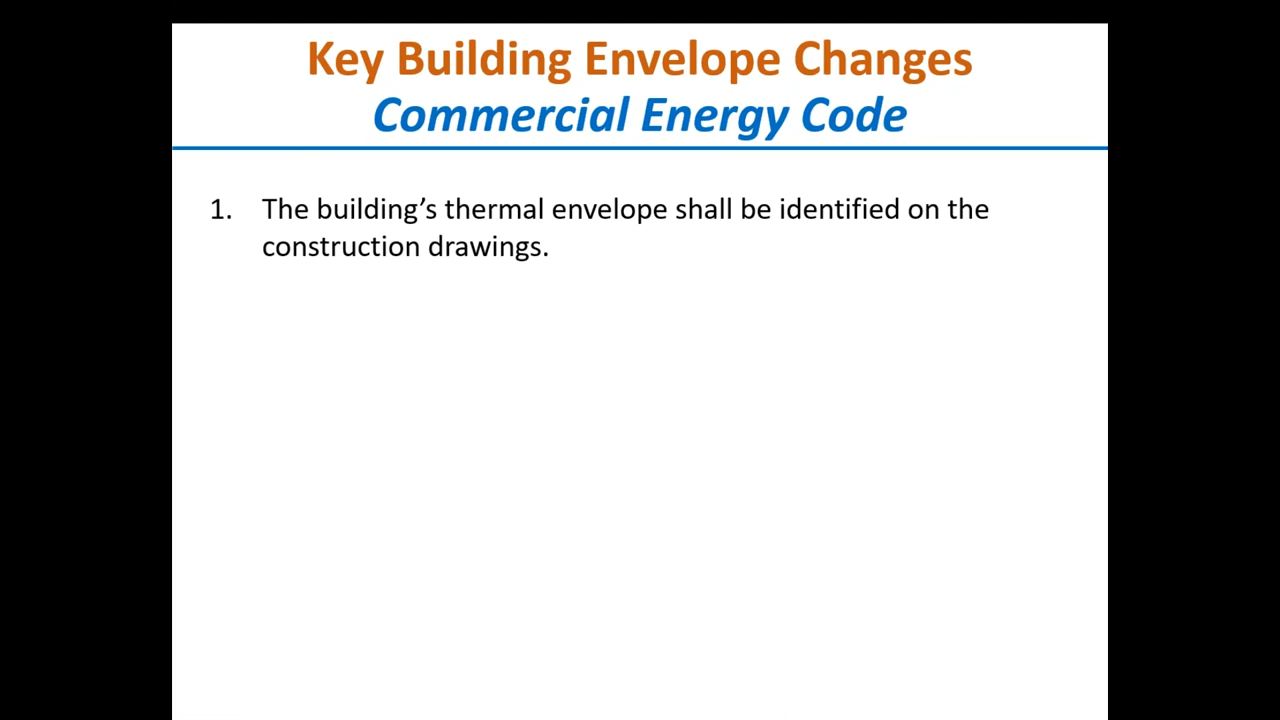 Key Building Envelope Changes
Commercial Energy Code
1. The building’s thermal envelope shall be identified on the
construction drawings.